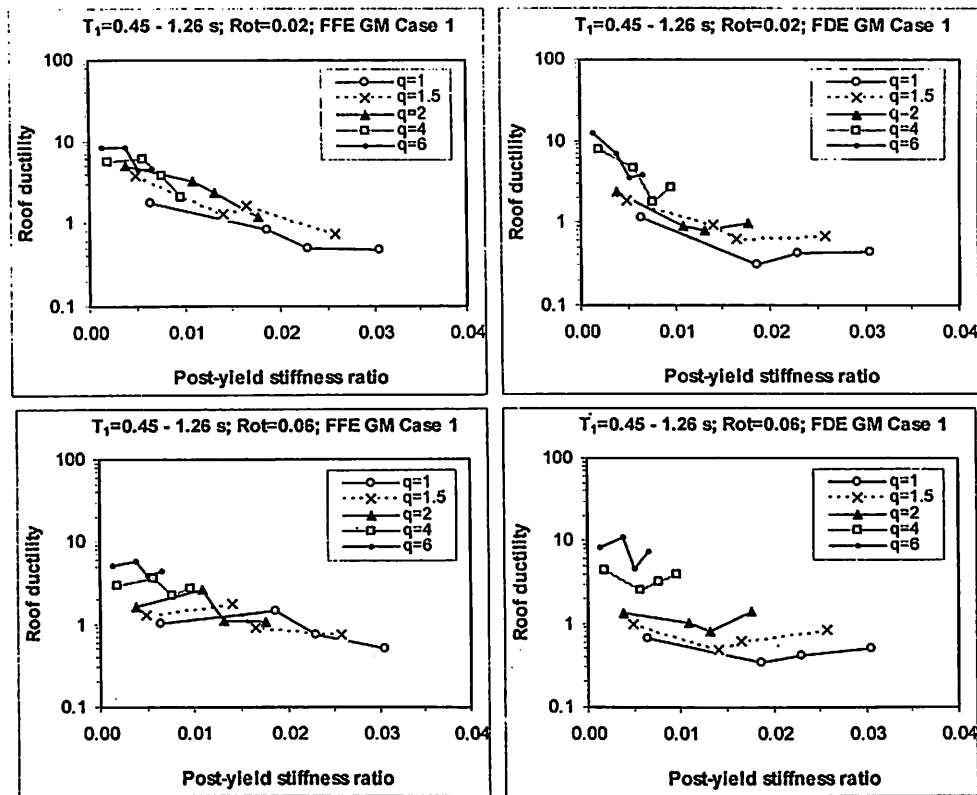 T1=0.45 - 1.26 s; Rot=0.02; FFE GM Case 1
100
10
1
0.1
Roof ductility
q=1
q=1.5
q=2
q=4
q=6
0.00 0.01 0.02 0.03 0.04
Post-yield stiffness ratio
T1=0.45 - 1.26 s; Rot=0.02; FDE GM Case 1
100
10
1
0.1
Roof ductility
q=1
q=1.5
q-2
q=4
q=6
0.00 0.01 0.02 0.03 0.04
Post-yield stiffness ratio
T1=0.45 - 1.26 s; Rot=0.06; FFE GM Case 1
100
10
1
0.1
Roof ductility
q=1
q=1.5
q=2
q=4
q=6
0.00 0.01 0.02 0.03 0.04
Post-yield stiffness ratio
T1=0.45 - 1.26 s; Rot=0.06; FDE GM Case 1
100
10
1
0.1
Roof ductility
q=1
q=1.5
q=2
q=4
q=6
0.00 0.01 0.02 0.03 0.04
Post-yield stiffness ratio